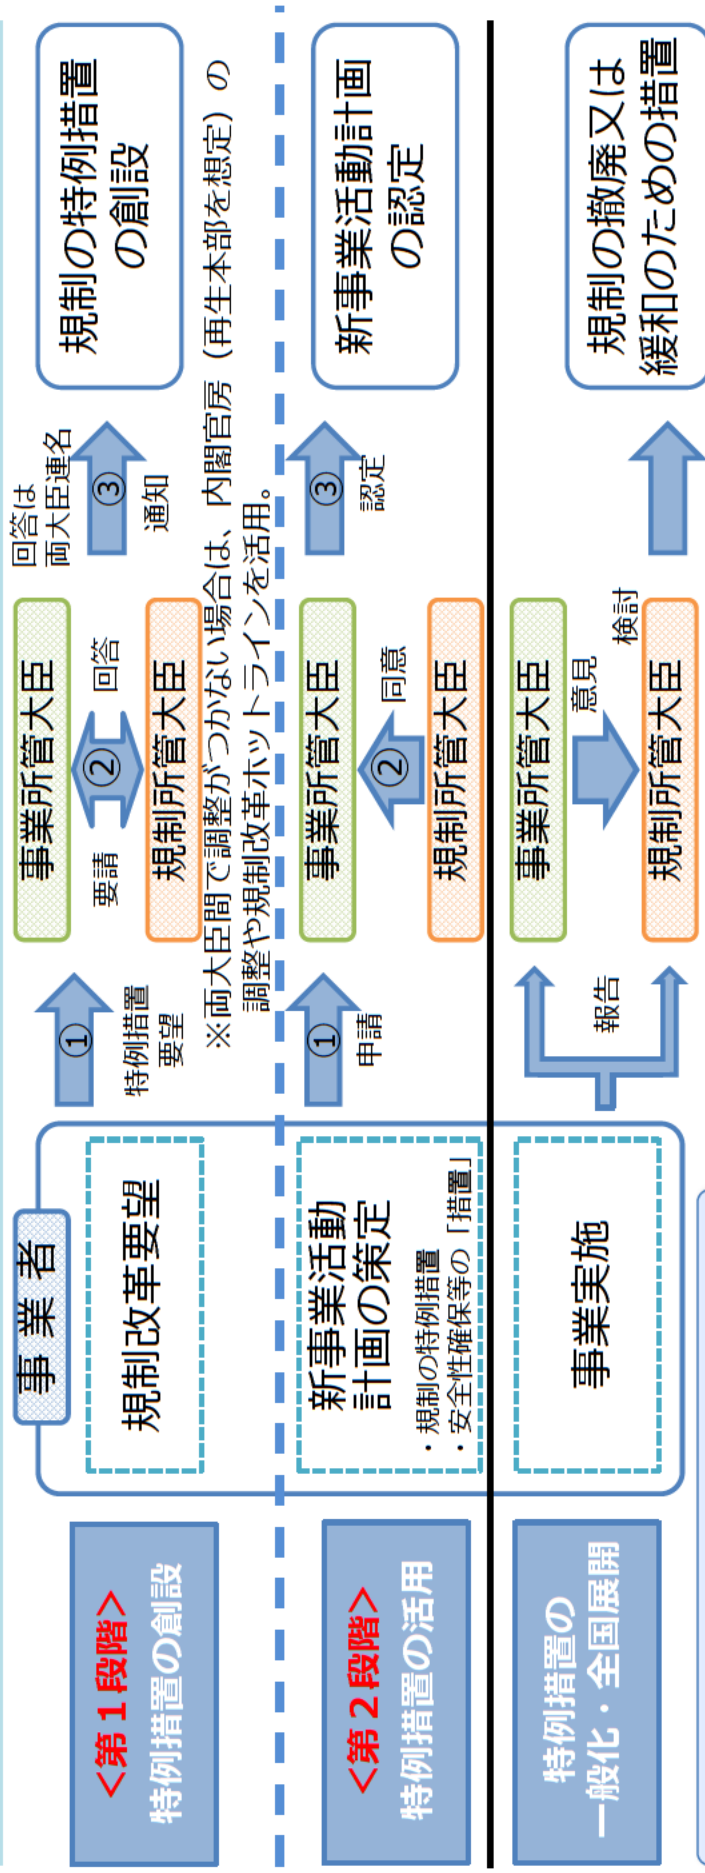 <第1段階>
特例措置の創設
事業者
規制改革要望
①
特例措置
要望
事業所管大臣
要請
②
回答
規制所管大臣
回答は
両大臣連名
③
通知
規制の特例措置
の創設
※両大臣間で調整がつかない場合は、内閣官房（再生本部を想定）の
調整や規制改革ホットラインを活用。
<第2段階>
特例措置の活用
新事業活動
計画の策定
・規制の特例措置
・安全性確保等の「措置」
①
申請
事業所管大臣
②
同意
規制所管大臣
③
認定
新事業活動計画
の認定
特例措置の
一般化・全国展開
事業実施
報告
事業所管大臣
意見
規制所管大臣
検討
規制の撤廃又は
緩和のための措置